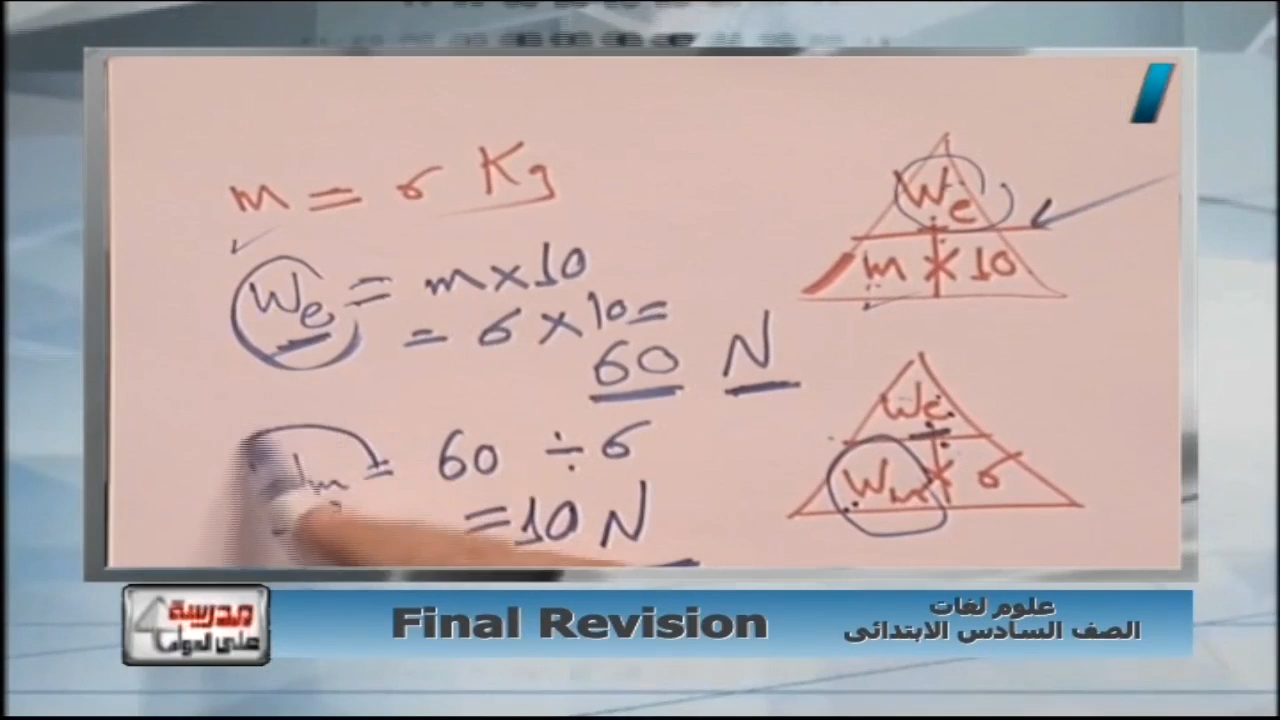 m = 6 Kg
We = m × 10
= 6 × 10 =
60 N
Wm = 60 ÷ 6
= 10 N
We
m × 10
We
Wm × 6
مدرسة
على الهواء
4
Final Revision
علوم لغات
الصف السادس الابتدائى